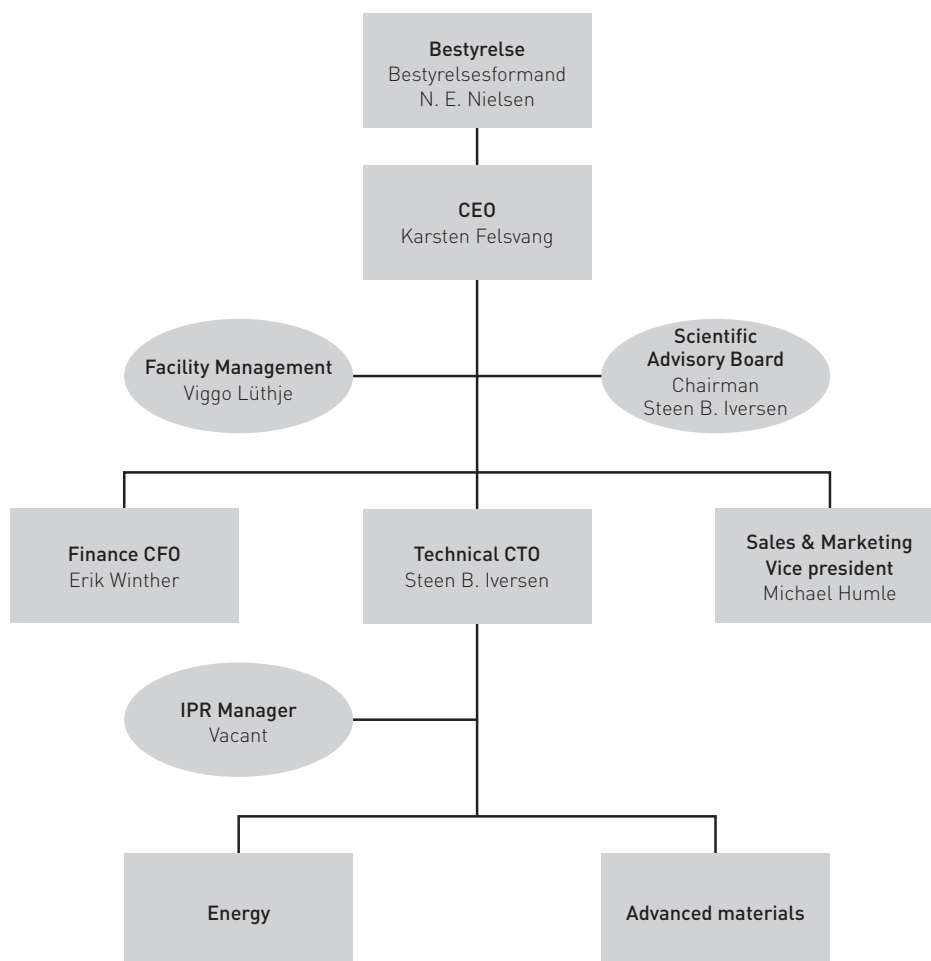 Bestyrelse
Bestyrelsesformand
N. E. Nielsen
CEO
Karsten Felsvang
Facility Management
Viggo Lüthje
Scientific
Advisory Board
Chairman
Steen B. Iversen
Finance CFO
Erik Winther
Technical CTO
Steen B. Iversen
Sales & Marketing
Vice president
Michael Humle
IPR Manager
Vacant
Energy
Advanced materials